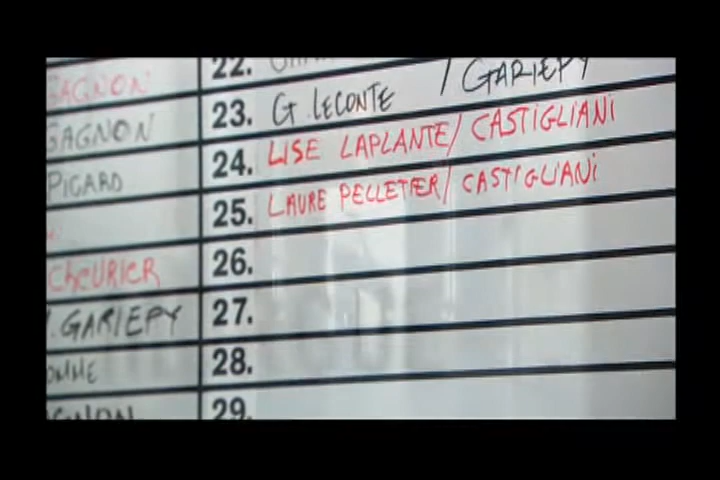 22.
GAGNON 23. G. LECONTE / GARIEPY
GAGNON 24. LISE LAPLANTE / CASTIGLIANI
PICARD 25. LAURE PELLETIER / CASTIGLIANI
26.
CHEURIER 27.
GARIEPY 28.
29.